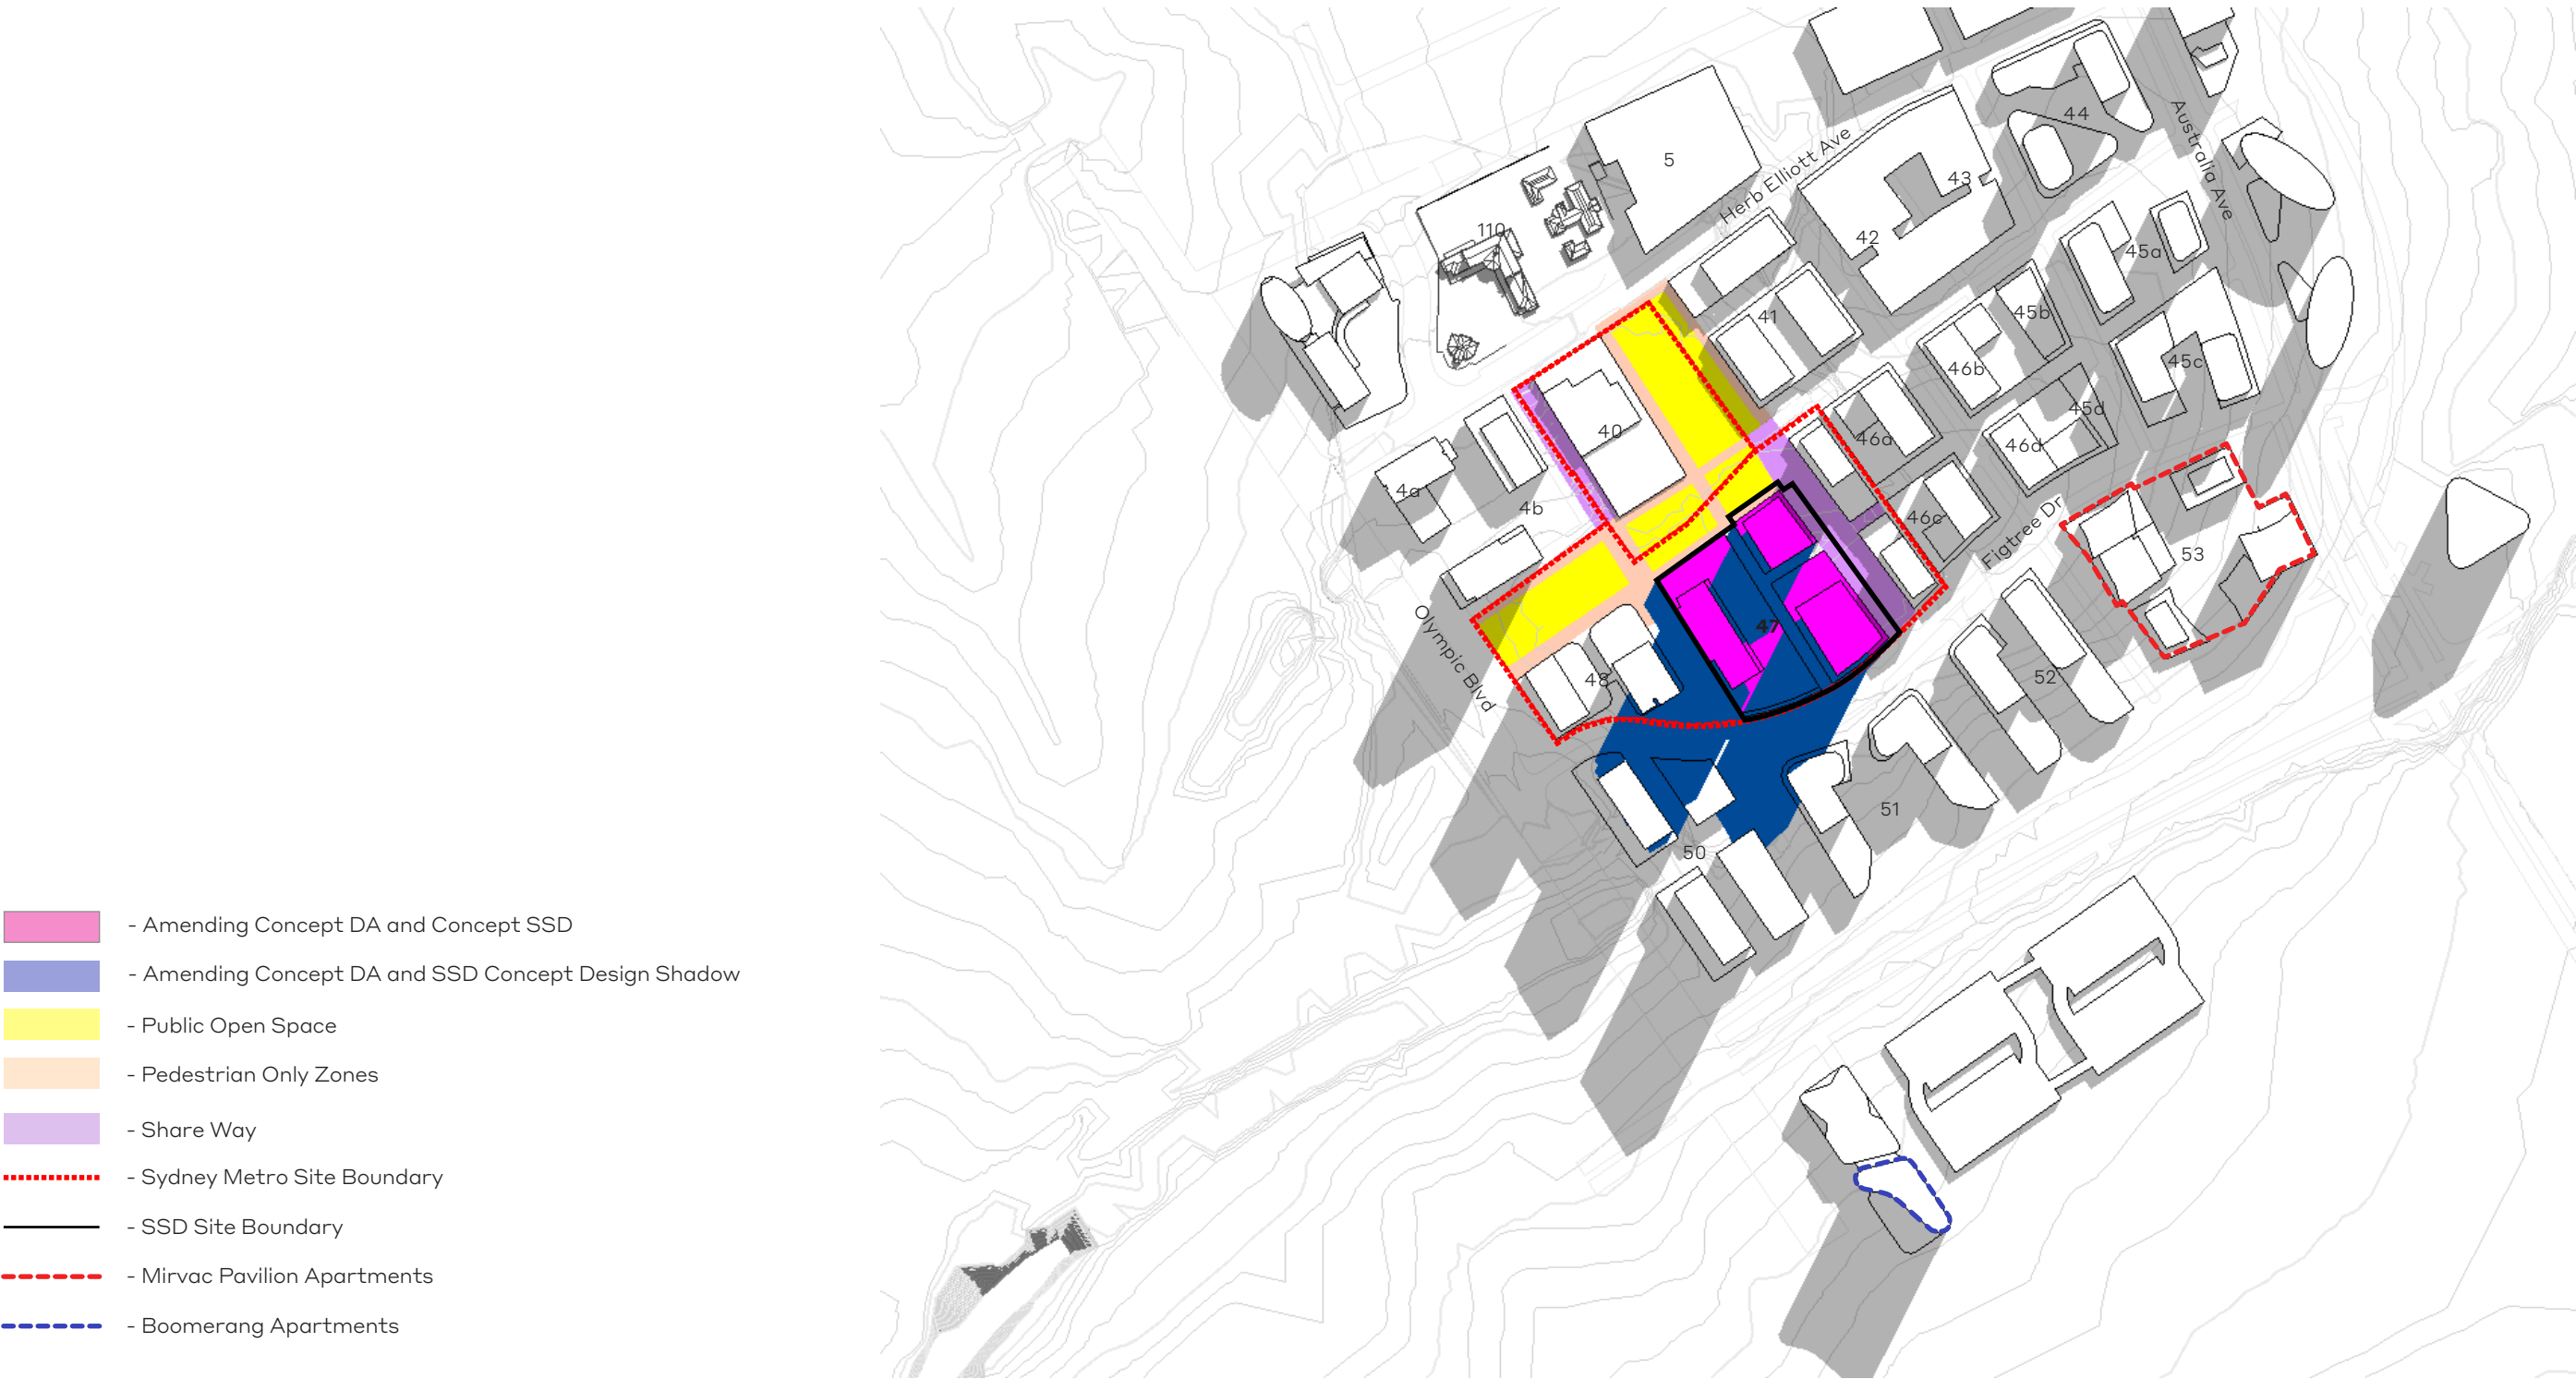 44
Australia Ave
5
Herb Elliott Ave
43
110
42
45a
41
45b
45c
46b
45d
40
46a
46d
4a
4b
46c
Figtree Dr
53
47
Olympic Blvd
48
52
51
50
- Amending Concept DA and Concept SSD
- Amending Concept DA and SSD Concept Design Shadow
- Public Open Space
- Pedestrian Only Zones
- Share Way
- Sydney Metro Site Boundary
- SSD Site Boundary
- Mirvac Pavilion Apartments
- Boomerang Apartments